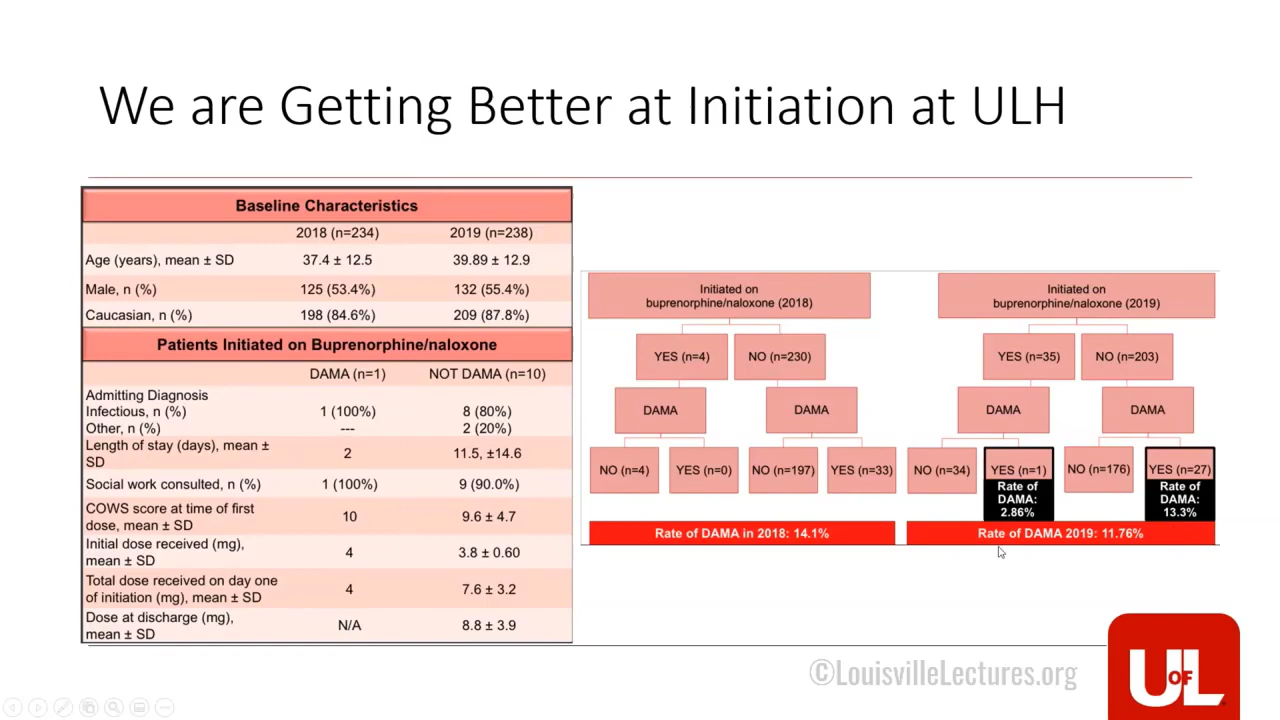 We are Getting Better at Initiation at ULH
Baseline Characteristics
2018 (n=234) 2019 (n=238)
Age (years), mean ± SD 37.4 ± 12.5 39.89 ± 12.9
Male, n (%) 125 (53.4%) 132 (55.4%)
Caucasian, n (%) 198 (84.6%) 209 (87.8%)
Patients Initiated on Buprenorphine/naloxone
DAMA (n=1) NOT DAMA (n=10)
Admitting Diagnosis
Infectious, n (%) 1 (100%) 8 (80%)
Other, n (%) --- 2 (20%)
Length of stay (days), mean ±
SD 2 11.5, ±14.6
Social work consulted, n (%) 1 (100%) 9 (90.0%)
COWS score at time of first
dose, mean ± SD 10 9.6 ± 4.7
Initial dose received (mg),
mean ± SD 4 3.8 ± 0.60
Total dose received on day one
of initiation (mg), mean ± SD 4 7.6 ± 3.2
Dose at discharge (mg),
mean ± SD N/A 8.8 ± 3.9
Initiated on
buprenorphine/naloxone (2018)
YES (n=4) NO (n=230)
DAMA DAMA
NO (n=4) YES (n=0) NO (n=197) YES (n=33)
Rate of DAMA in 2018: 14.1%
Initiated on
buprenorphine/naloxone (2019)
YES (n=35) NO (n=203)
DAMA DAMA
NO (n=34) YES (n=1) NO (n=176) YES (n=27)
Rate of
DAMA:
2.86%
Rate of
DAMA:
13.3%
Rate of DAMA 2019: 11.76%
©LouisvilleLectures.org
U OF L